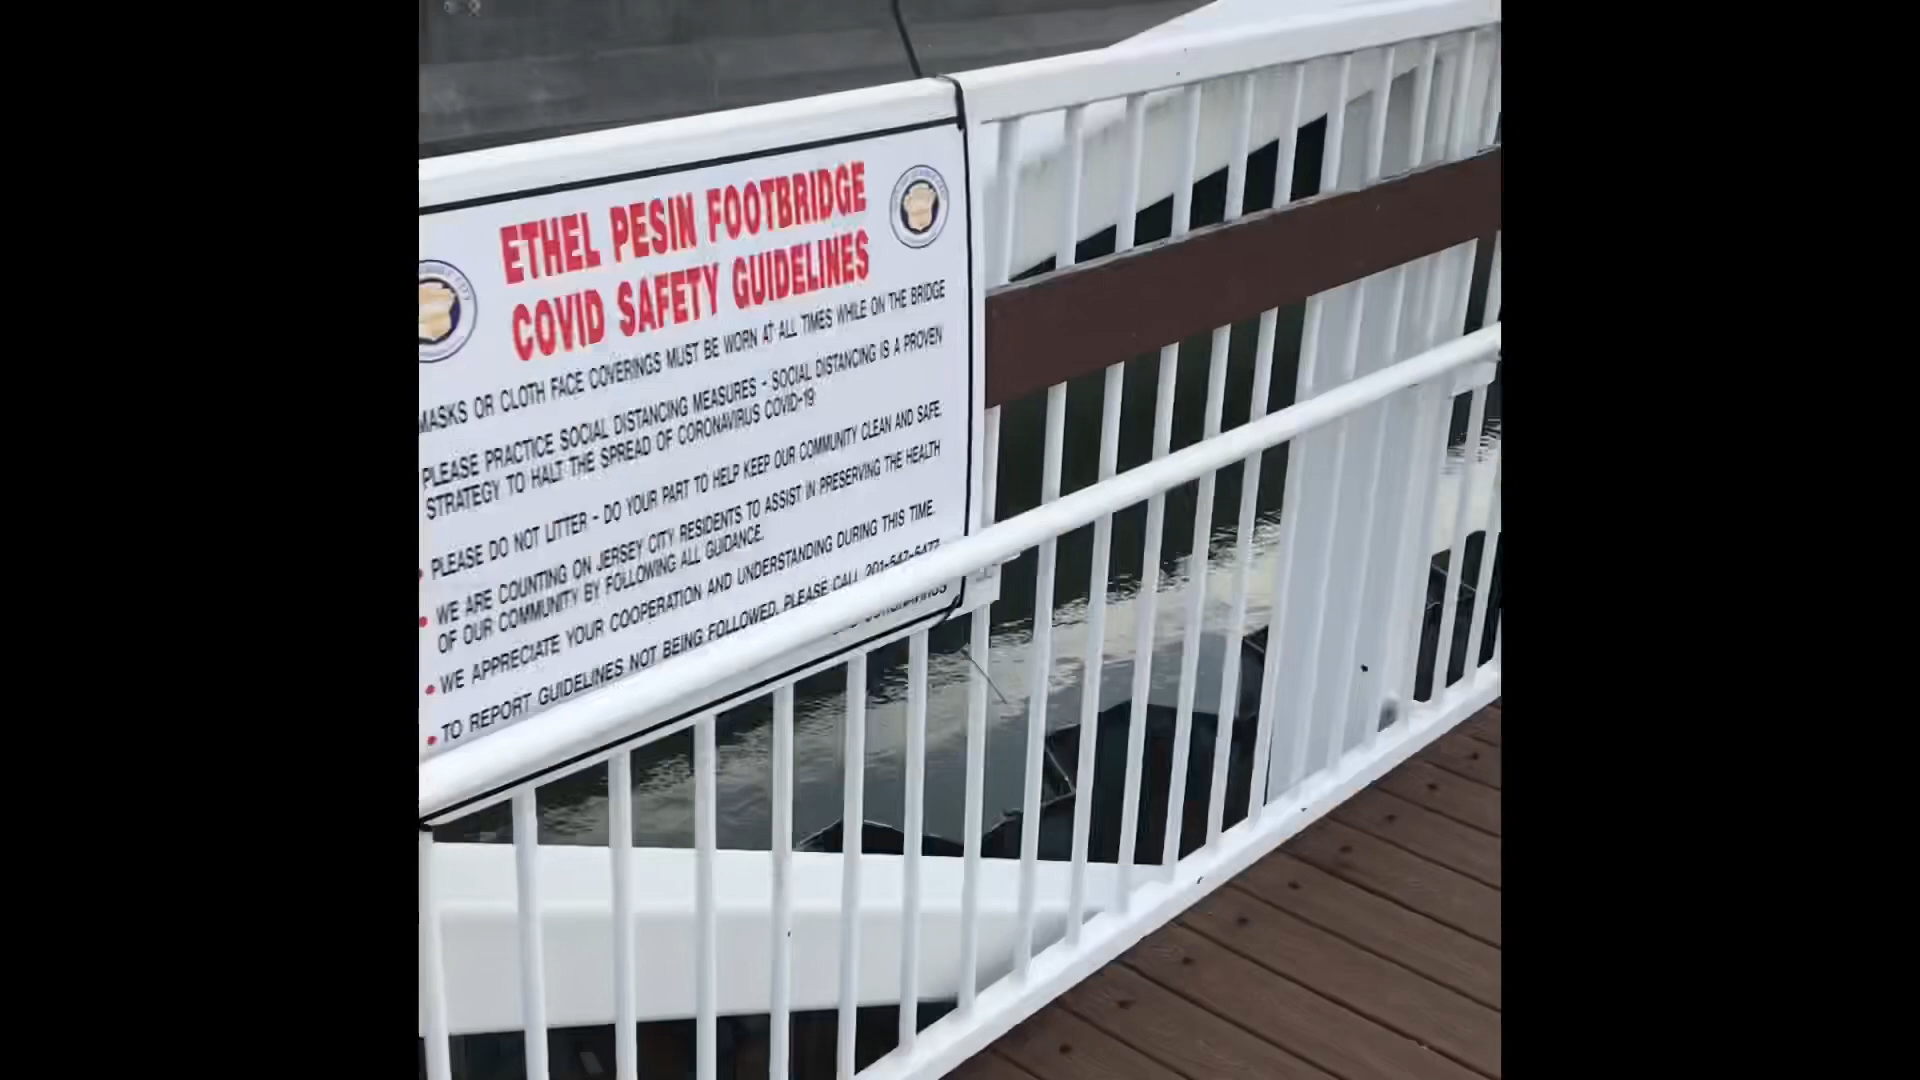 ETHEL PESIN FOOTBRIDGE
COVID SAFETY GUIDELINES
MASKS OR CLOTH FACE COVERINGS MUST BE WORN AT ALL TIMES WHILE ON THE BRIDGE
PLEASE PRACTICE SOCIAL DISTANCING MEASURES - SOCIAL DISTANCING IS A PROVEN
STRATEGY TO HALT THE SPREAD OF CORONAVIRUS COVID-19
• PLEASE DO NOT LITTER - DO YOUR PART TO HELP KEEP OUR COMMUNITY CLEAN AND SAFE.
• WE ARE COUNTING ON JERSEY CITY RESIDENTS TO ASSIST IN PRESERVING THE HEALTH
OF OUR COMMUNITY BY FOLLOWING ALL GUIDANCE.
• WE APPRECIATE YOUR COOPERATION AND UNDERSTANDING DURING THIS TIME.
• TO REPORT GUIDELINES NOT BEING FOLLOWED, PLEASE CALL 201-547-5477
CORONAVIRUS